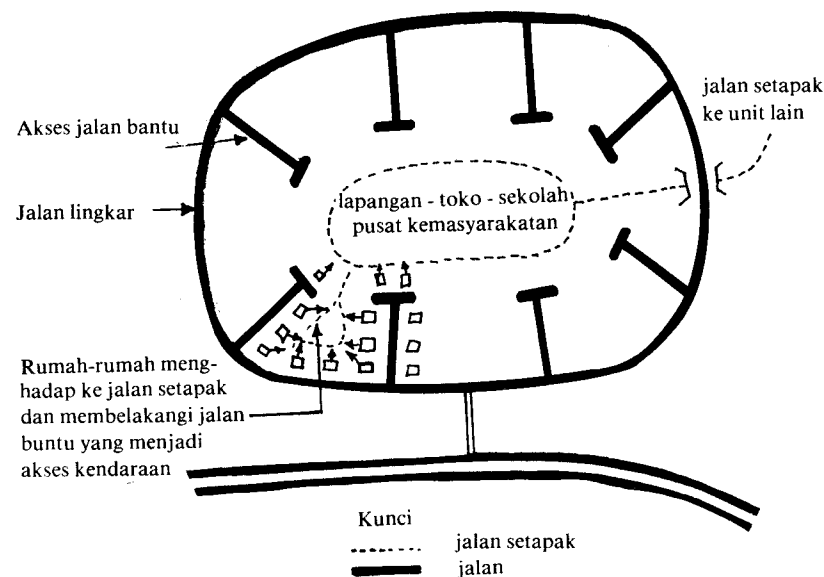 jalan setapak
ke unit lain
Akses jalan bantu
Jalan lingkar
lapangan - toko - sekolah
pusat kemasyarakatan
Rumah-rumah meng-
hadap ke jalan setapak
dan membelakangi jalan
buntu yang menjadi
akses kendaraan
Kunci
jalan setapak
jalan